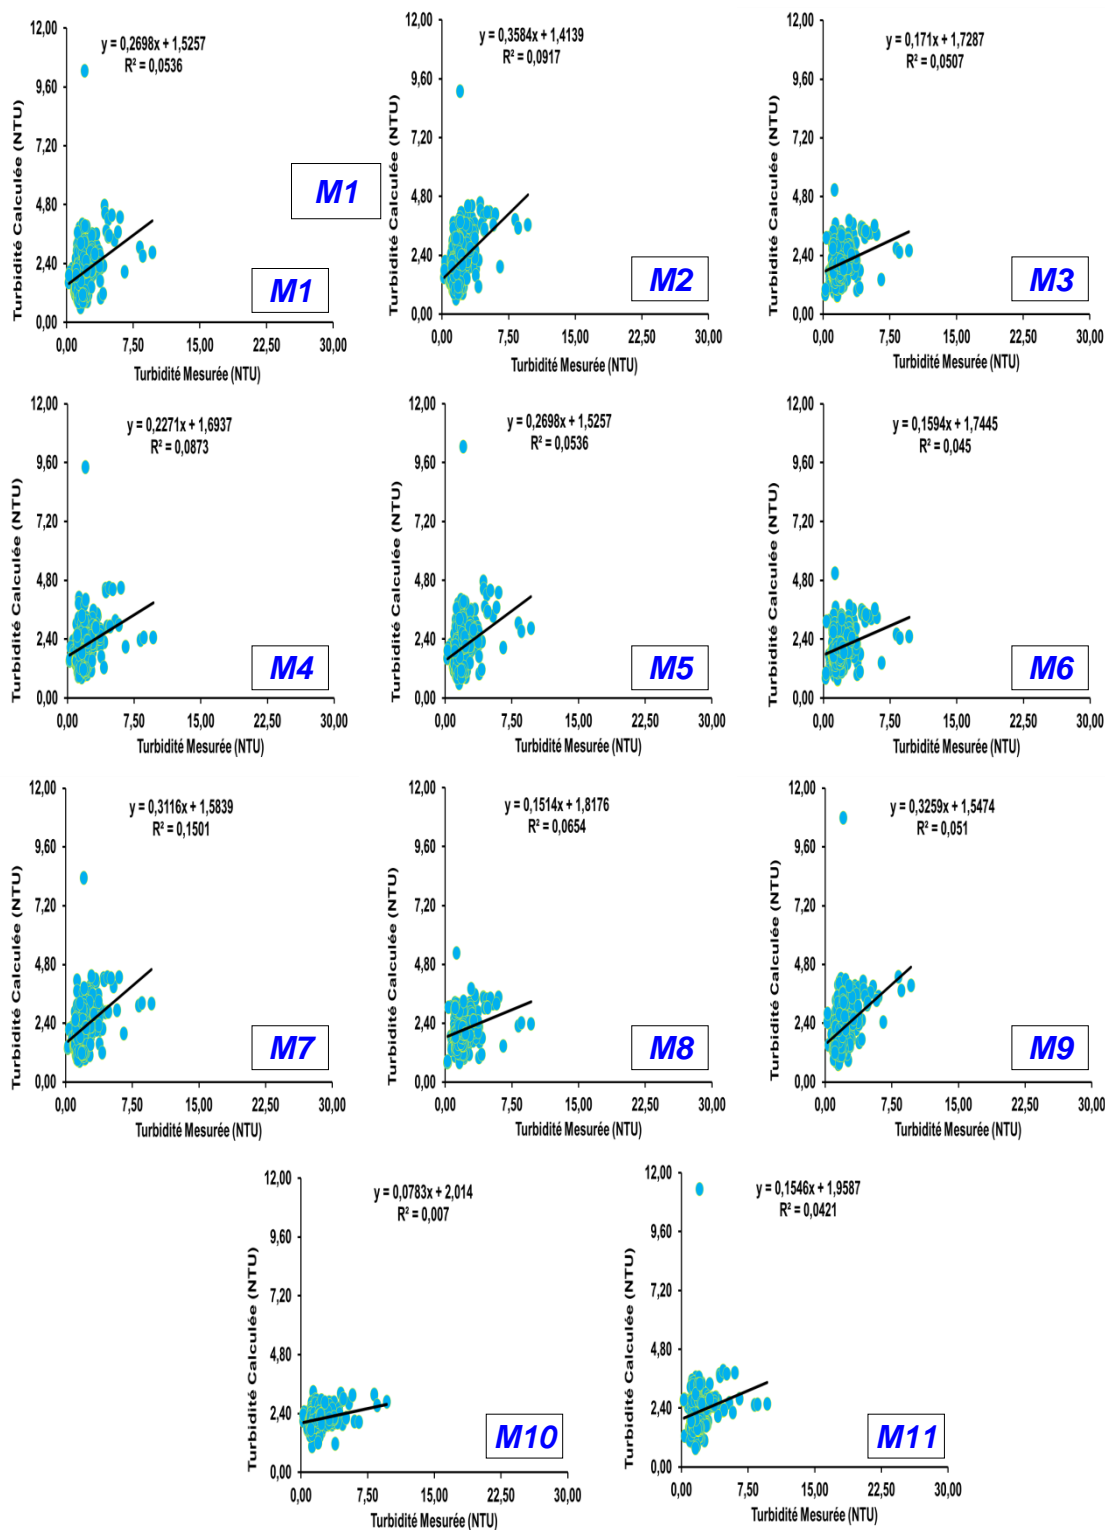 12,00
9,60
7,20
4,80
2,40
0,00
Turbidité Calculée (NTU)
y = 0,2698x + 1,5257
R² = 0,0536
M1
M1
0,00 7,50 15,00 22,50 30,00
Turbidité Mesurée (NTU)
12,00
9,60
7,20
4,80
2,40
0,00
Turbidité Calculée (NTU)
y = 0,3584x + 1,4139
R² = 0,0917
M2
0,00 7,50 15,00 22,50 30,00
Turbidité Mesurée (NTU)
12,00
9,60
7,20
4,80
2,40
0,00
Turbidité Calculée (NTU)
y = 0,171x + 1,7287
R² = 0,0507
M3
0,00 7,50 15,00 22,50 30,00
Turbidité Mesurée (NTU)
12,00
9,60
7,20
4,80
2,40
0,00
Turbidité Calculée (NTU)
y = 0,2271x + 1,6937
R² = 0,0873
M4
0,00 7,50 15,00 22,50 30,00
Turbidité Mesurée (NTU)
12,00
9,60
7,20
4,80
2,40
0,00
Turbidité Calculée (NTU)
y = 0,2698x + 1,5257
R² = 0,0536
M5
0,00 7,50 15,00 22,50 30,00
Turbidité Mesurée (NTU)
12,00
9,60
7,20
4,80
2,40
0,00
Turbidité Calculée (NTU)
y = 0,1594x + 1,7445
R² = 0,045
M6
0,00 7,50 15,00 22,50 30,00
Turbidité Mesurée (NTU)
12,00
9,60
7,20
4,80
2,40
0,00
Turbidité Calculée (NTU)
y = 0,3116x + 1,5839
R² = 0,1501
M7
0,00 7,50 15,00 22,50 30,00
Turbidité Mesurée (NTU)
12,00
9,60
7,20
4,80
2,40
0,00
Turbidité Calculée (NTU)
y = 0,1514x + 1,8176
R² = 0,0654
M8
0,00 7,50 15,00 22,50 30,00
Turbidité Mesurée (NTU)
12,00
9,60
7,20
4,80
2,40
0,00
Turbidité Calculée (NTU)
y = 0,3259x + 1,5474
R² = 0,051
M9
0,00 7,50 15,00 22,50 30,00
Turbidité Mesurée (NTU)
12,00
9,60
7,20
4,80
2,40
0,00
Turbidité Calculée (NTU)
y = 0,0783x + 2,014
R² = 0,007
M10
0,00 7,50 15,00 22,50 30,00
Turbidité Mesurée (NTU)
12,00
9,60
7,20
4,80
2,40
0,00
Turbidité Calculée (NTU)
y = 0,1546x + 1,9587
R² = 0,0421
M11
0,00 7,50 15,00 22,50 30,00
Turbidité Mesurée (NTU)